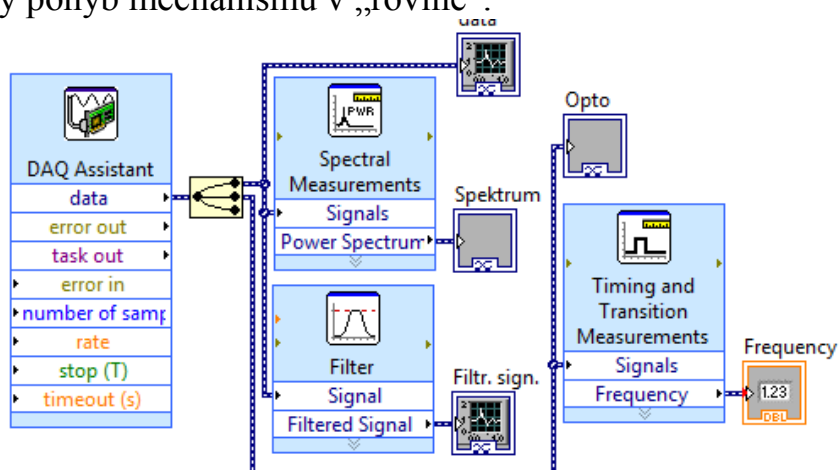 y pohyb mechanismu v „rovině“.
data
DAQ Assistant
data
error out
task out
error in
number of samp
rate
stop (T)
timeout (s)
PWR
Spectral
Measurements
Signals
Power Spectrum
Spektrum
Filter
Signal
Filtered Signal
Filtr. sign.
Opto
Timing and
Transition
Measurements
Signals
Frequency
Frequency
1.23
DBL